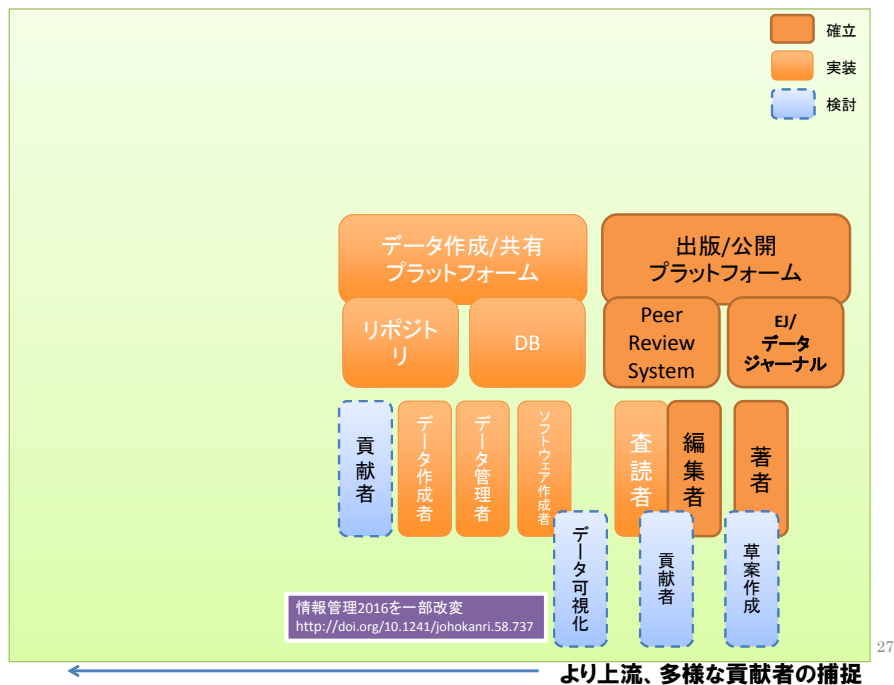 確立
実装
検討
データ作成/共有
プラットフォーム
出版/公開
プラットフォーム
リポジト
リ
DB
Peer
Review
System
EJ/
データ
ジャーナル
貢献者
データ作成者
データ管理者
ソフトウェア作成者
査読者
編集者
著者
データ可視化
貢献者
草案作成
情報管理2016を一部改変
http://doi.org/10.1241/johokanri.58.737
27
より上流、多様な貢献者の捕捉